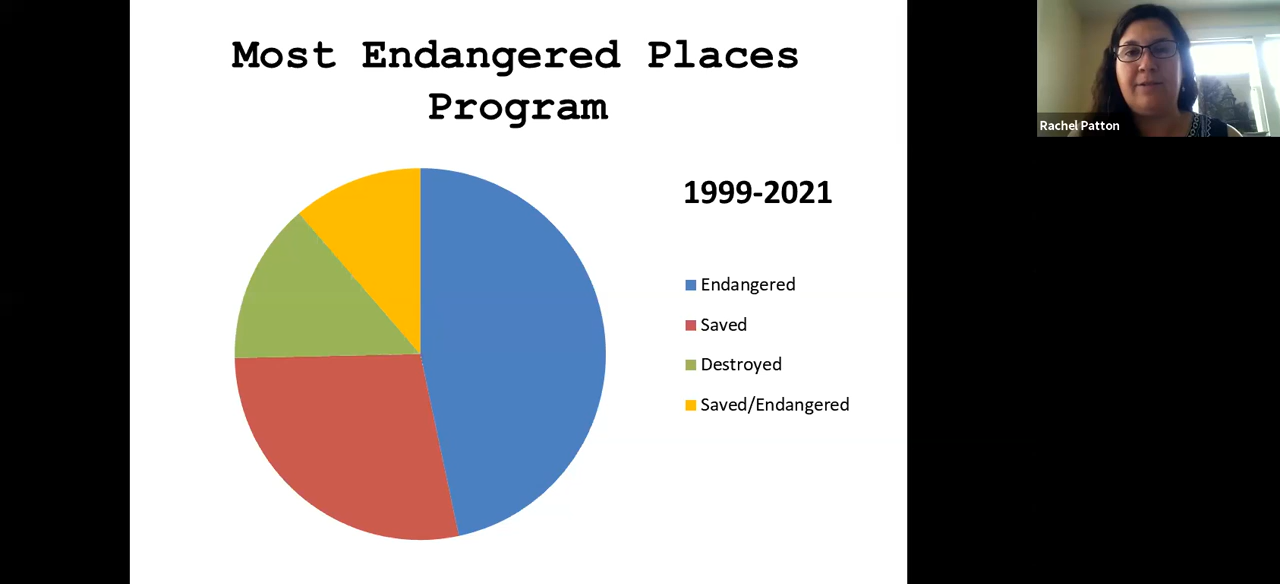 Most Endangered Places
Program
Rachel Patton
1999-2021
Endangered
Saved
Destroyed
Saved/Endangered